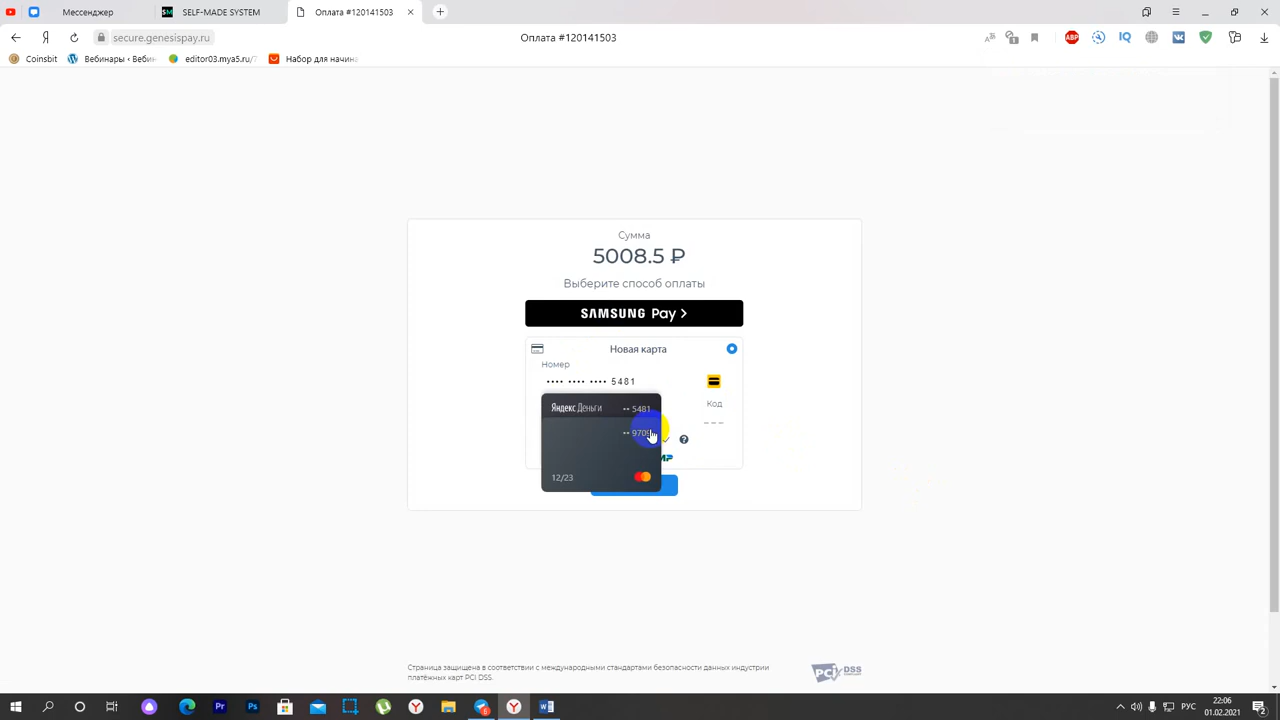 Мессенджер
SELF-MADE SYSTEM
Оплата #120141503
secure.genesispay.ru
Оплата #120141503
Coinsbit
Вебинары ‹ Вебин
editor03.mya5.ru/7
Набор для начина
Сумма
5008.5 ₽
Выберите способ оплаты
SAMSUNG Pay
Новая карта
Номер
•••• •••• •••• 5481
Код
Яндекс Деньги
•• 5481
12/23
Страница защищена в соответствии с международными стандартами безопасности данных индустрии
платёжных карт PCI DSS.
PCI DSS
РУС
22:06
01.02.2021